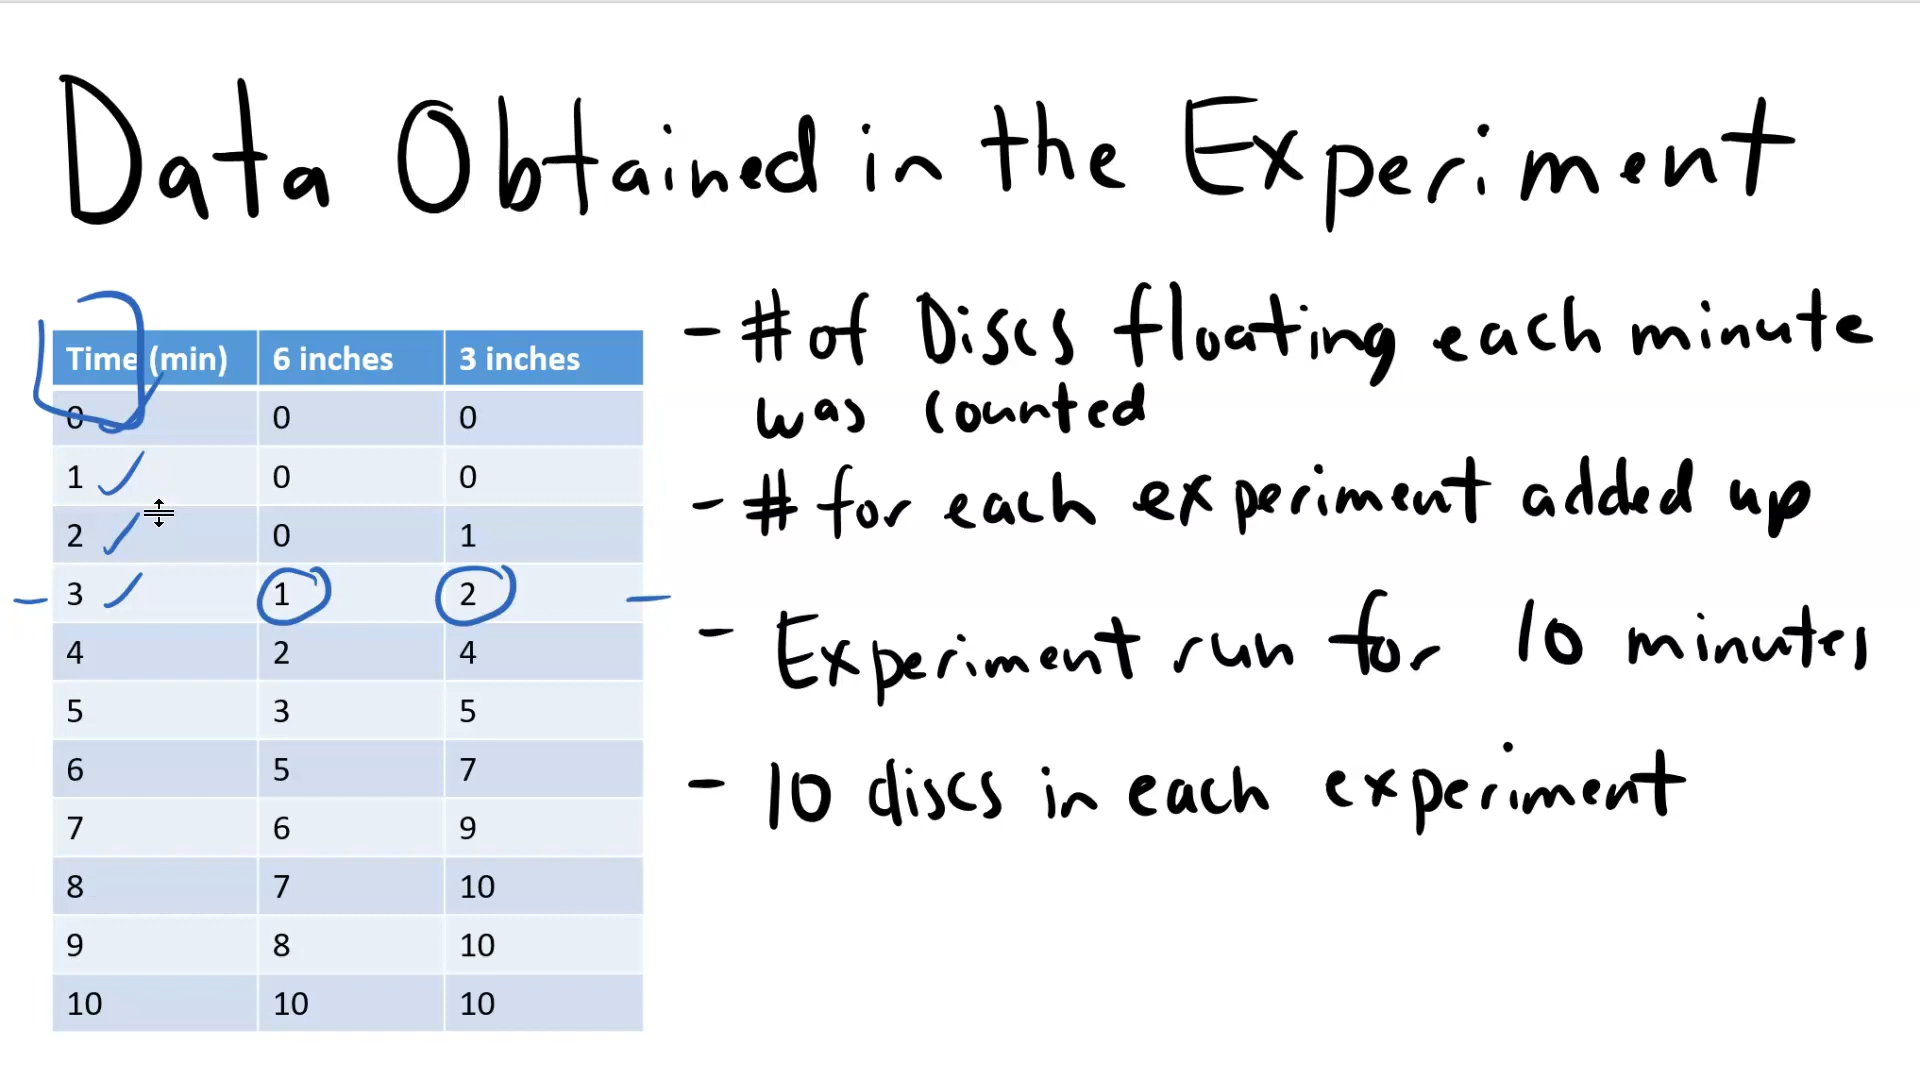 Data Obtained in the Experiment
Time (min) 6 inches 3 inches
0 0 0
1 0 0
2 0 1
3 1 2
4 2 4
5 3 5
6 5 7
7 6 9
8 7 10
9 8 10
10 10 10
- # of Discs floating each minute
was counted
- # for each experiment added up
- Experiment run for 10 minutes
- 10 discs in each experiment